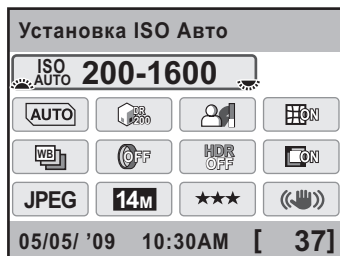 Установка ISO Авто
ISO AUTO 200-1600
AUTO DR 200 ON
WB OFF HDR OFF ON
JPEG 14M ★★★
05/05/ '09 10:30AM [ 37]